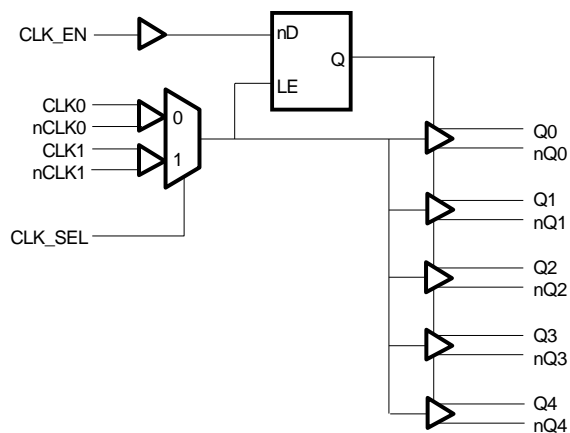 CLK_EN
nD
Q
LE
CLK0
nCLK0
CLK1
nCLK1
0
1
CLK_SEL
Q0
nQ0
Q1
nQ1
Q2
nQ2
Q3
nQ3
Q4
nQ4